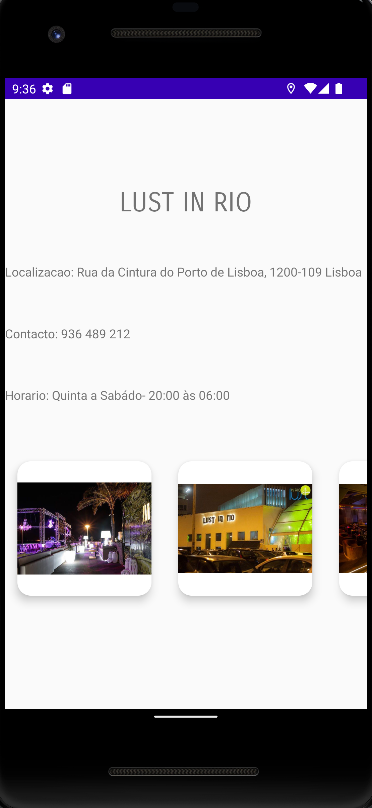 9:36
LUST IN RIO
Localizacao: Rua da Cintura do Porto de Lisboa, 1200-109 Lisboa
Contacto: 936 489 212
Horario: Quinta a Sabádo- 20:00 às 06:00
LUST IN RIO